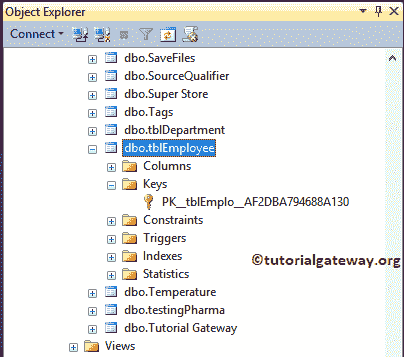 Object Explorer
Connect
dbo.SaveFiles
dbo.SourceQualifier
dbo.Super Store
dbo.Tags
dbo.tblDepartment
dbo.tblEmployee
Columns
Keys
PK__tblEmplo__AF2DBA794688A130
Constraints
Triggers
Indexes
Statistics
©tutorialgateway.org
dbo.Temperature
dbo.testingPharma
dbo.Tutorial Gateway
Views